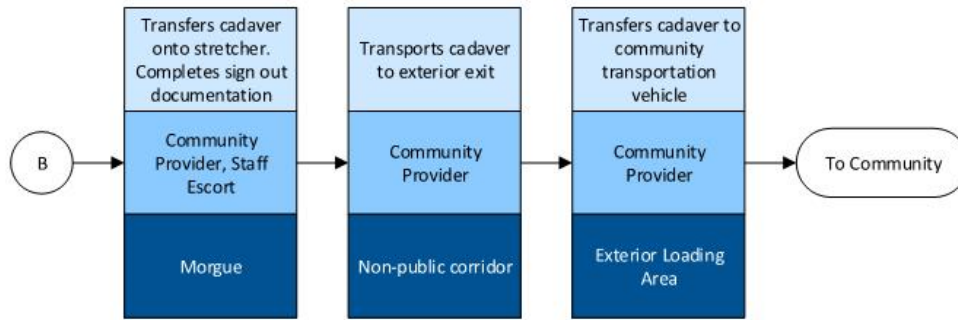 B
Transfers cadaver
onto stretcher.
Completes sign out
documentation
Community
Provider, Staff
Escort
Morgue
Transports cadaver
to exterior exit
Community
Provider
Non-public corridor
Transfers cadaver to
community
transportation
vehicle
Community
Provider
Exterior Loading
Area
To Community